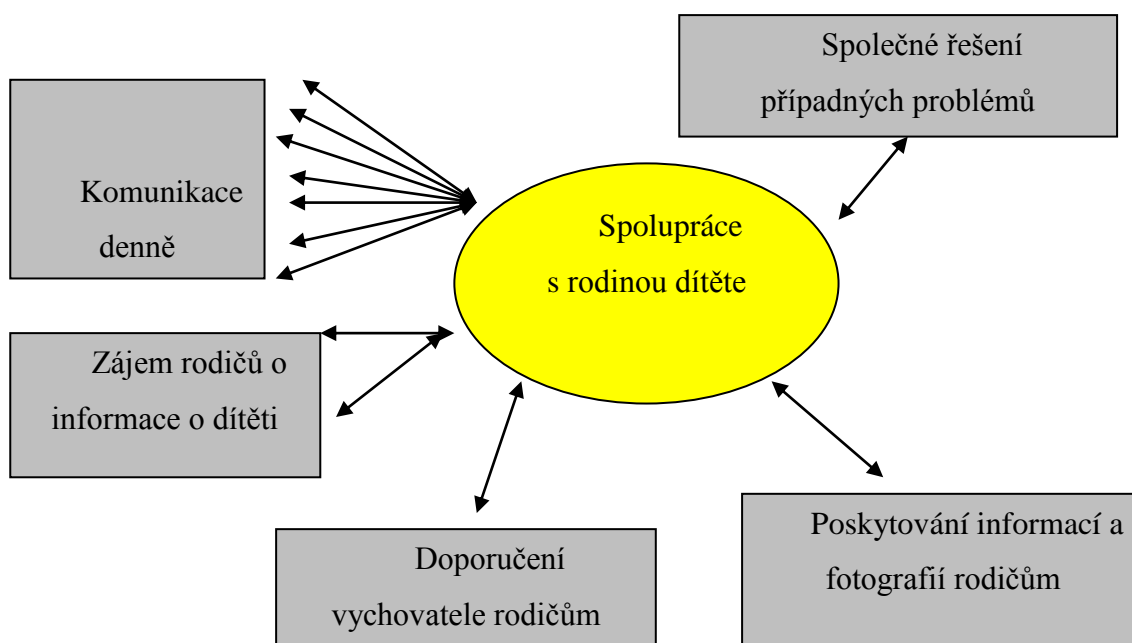 Společné řešení
případných problémů
Komunikace
denně
Spolupráce
s rodinou dítěte
Zájem rodičů o
informace o dítěti
Doporučení
vychovatele rodičům
Poskytování informací a
fotografií rodičům